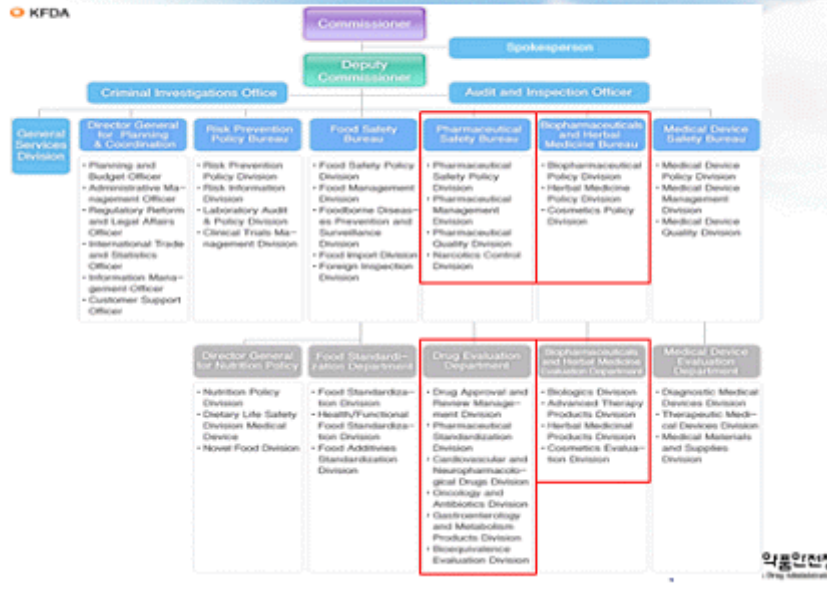 KFDA
Commissioner
Spokesperson
Deputy
Commissioner
Criminal Investigations Office
Audit and Inspection Officer
General
Services
Division
Director General
for Planning
& Coordination
Risk Prevention
Policy Bureau
Food Safety
Bureau
Pharmaceutical
Safety Bureau
Biopharmaceuticals
and Herbal
Medicine Bureau
Medical Device
Safety Bureau
• Planning and
Budget Officer
• Administrative Ma-
nagement Officer
• Regulatory Reform
and Legal Affairs
Officer
• International Trade
and Statistics
Officer
• Information Mana-
gement Officer
• Customer Support
Officer
• Risk Prevention
Policy Division
• Risk Information
Division
• Laboratory Audit
& Policy Division
• Clinical Trials Ma-
nagement Division
• Food Safety Policy
Division
• Food Management
Division
• Foodborne Diseas-
es Prevention and
Surveillance
Division
• Food Import Division
• Foreign Inspection
Division
• Pharmaceutical
Safety Policy
Division
• Pharmaceutical
Management
Division
• Pharmaceutical
Quality Division
• Narcotics Control
Division
• Biopharmaceutical
Policy Division
• Herbal Medicine
Policy Division
• Cosmetics Policy
Division
• Medical Device
Policy Division
• Medical Device
Management
Division
• Medical Device
Quality Division
Director General
for Nutrition Policy
Food Standardi-
zation Department
Drug Evaluation
Department
Biopharmaceuticals
and Herbal Medicine
Evaluation Department
Medical Device
Evaluation
Department
• Nutrition Policy
Division
• Dietary Life Safety
Division Medical
Device
• Novel Food Division
• Food Standardiza-
tion Division
• Health/Functional
Food Standardiza-
tion Division
• Food Additivies
Standardization
Division
• Drug Approval and
Review Manage-
ment Division
• Pharmaceutical
Standardization
Division
• Cardiovascular and
Neuropharmacolo-
gical Drugs Division
• Oncology and
Antibiotics Division
• Gastroenterology
and Metabolism
Products Division
• Bioequivalence
Evaluation Division
• Biologics Division
• Advanced Therapy
Products Division
• Herbal Medicinal
Products Division
• Cosmetics Evalua-
tion Division
• Diagnostic Medical
Devices Division
• Therapeutic Medi-
cal Devices Division
• Medical Materials
and Supplies
Division
약품안전
Drug Administrat